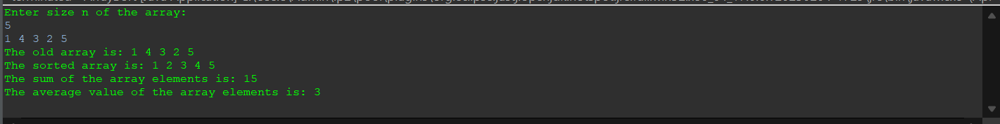 Enter size n of the array:
5
1 4 3 2 5
The old array is: 1 4 3 2 5
The sorted array is: 1 2 3 4 5
The sum of the array elements is: 15
The average value of the array elements is: 3